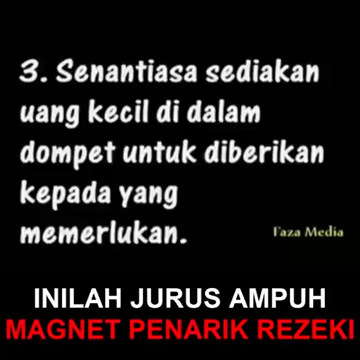 3. Senantiasa sediakan
uang kecil di dalam
dompet untuk diberikan
kepada yang
memerlukan.
Faza Media
INILAH JURUS AMPUH
MAGNET PENARIK REZEKI